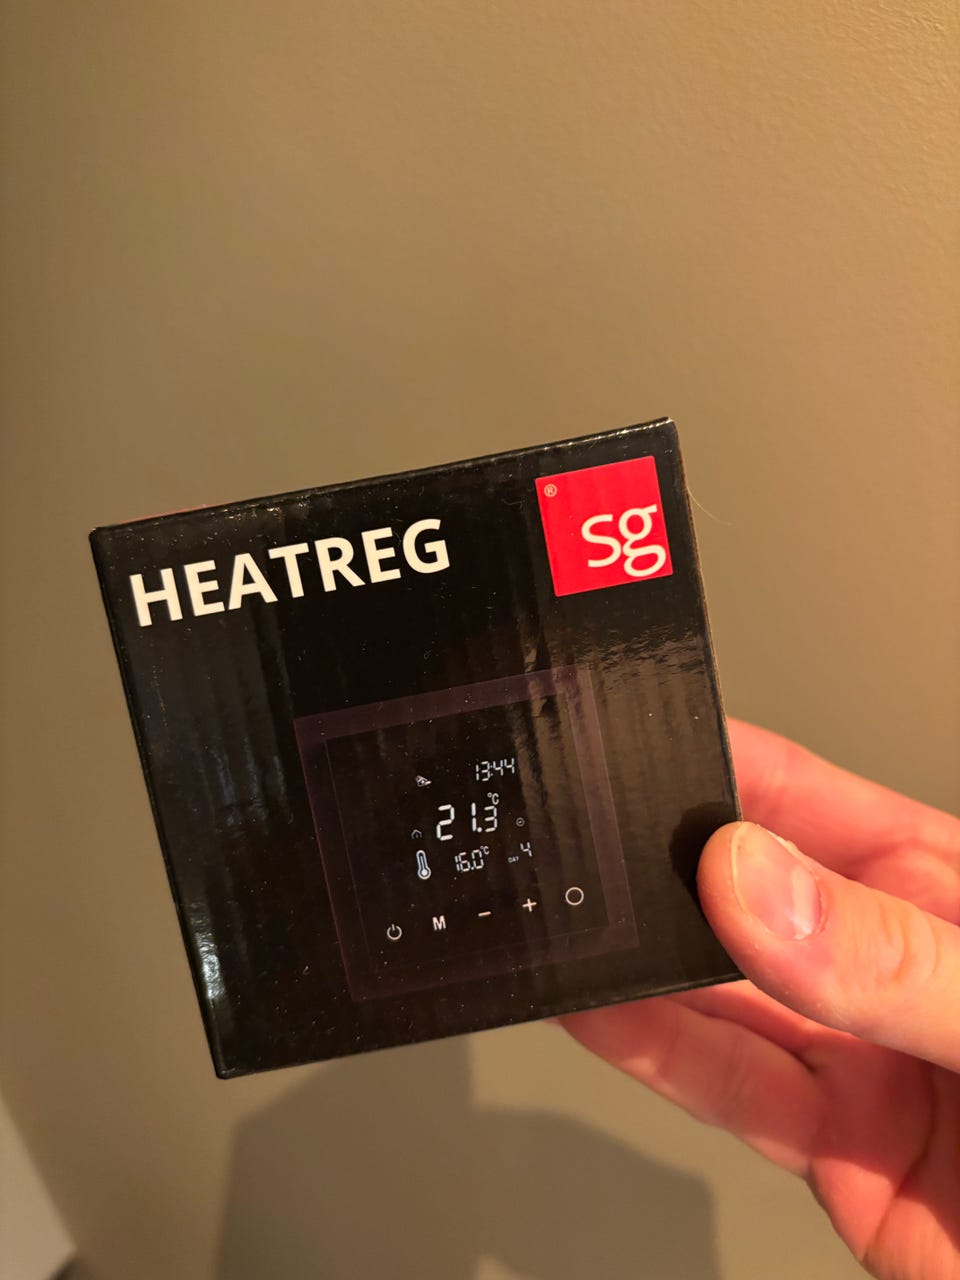 HEATREG
® sg
13:44
21.3°C
16.0°C DAY 4
M − +